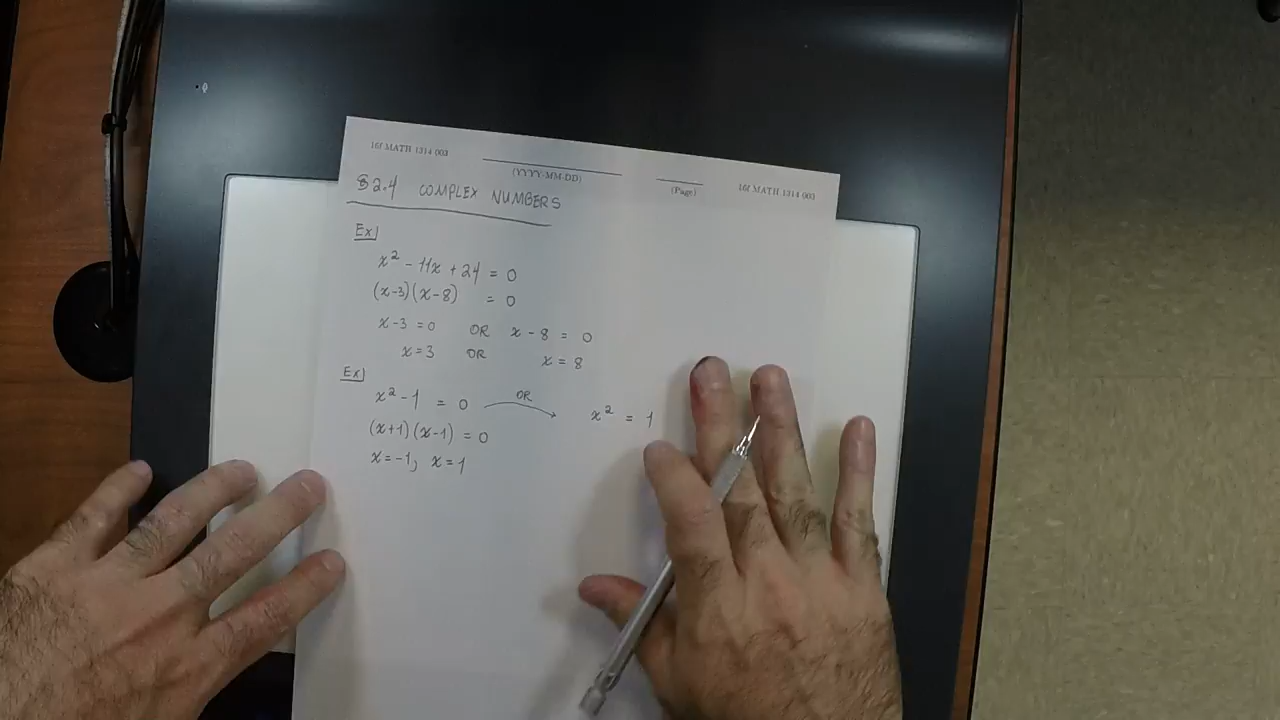 16f MATH 1314 003 (YYYY-MM-DD) (Page) 16f MATH 1314 003
§2.4 COMPLEX NUMBERS
Ex)
x² - 11x + 24 = 0
(x-3)(x-8) = 0
x-3 = 0 OR x - 8 = 0
x = 3 OR x = 8
Ex)
x² - 1 = 0 OR x² = 1
(x+1)(x-1) = 0
x = -1, x = 1